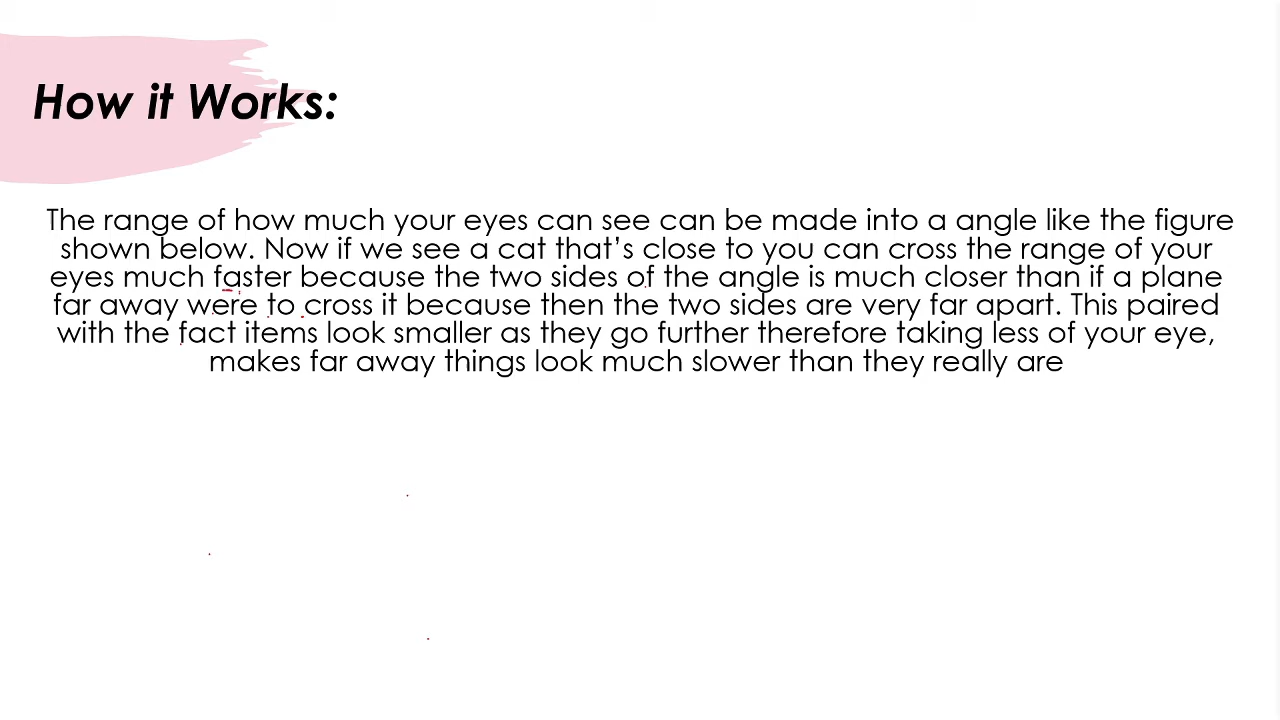 How it Works:
The range of how much your eyes can see can be made into a angle like the figure
shown below. Now if we see a cat that’s close to you can cross the range of your
eyes much faster because the two sides of the angle is much closer than if a plane
far away were to cross it because then the two sides are very far apart. This paired
with the fact items look smaller as they go further therefore taking less of your eye,
makes far away things look much slower than they really are